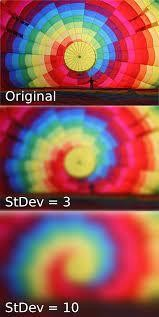 Original
StDev = 3
StDev = 10